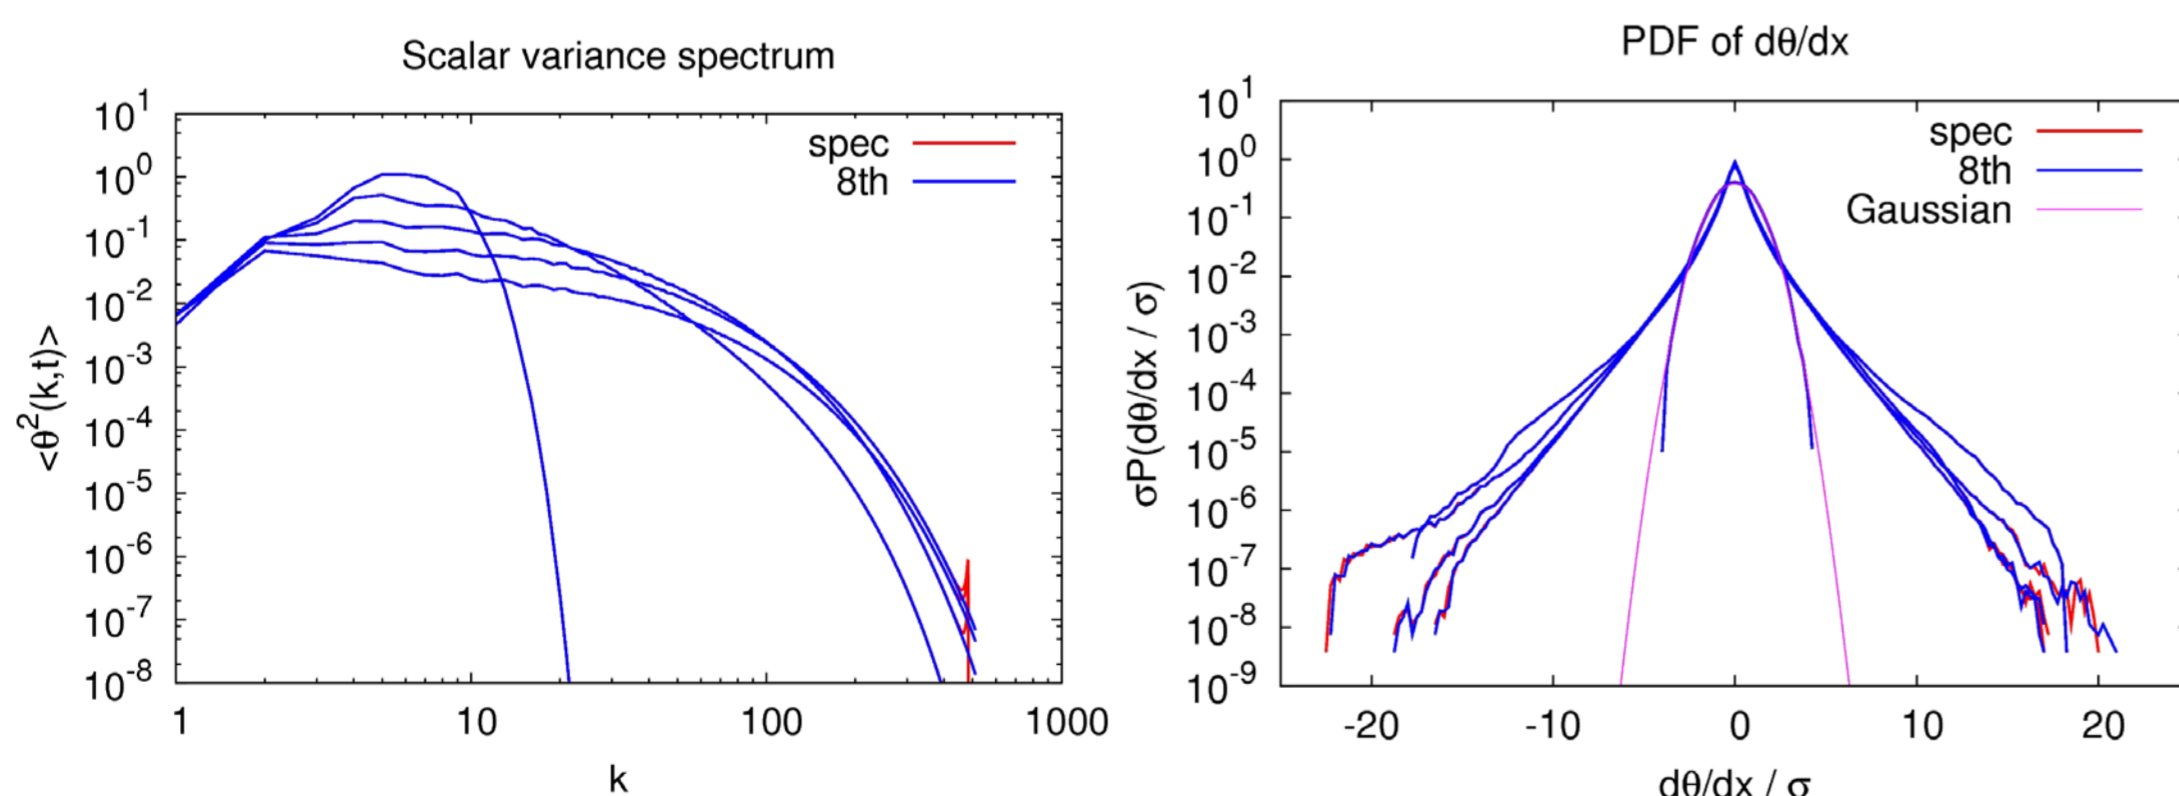 Scalar variance spectrum
10^1
10^0
10^-1
10^-2
10^-3
10^-4
10^-5
10^-6
10^-7
10^-8
<θ^2(k,t)>
spec
8th
1 10 100 1000
k
PDF of dθ/dx
10^1
10^0
10^-1
10^-2
10^-3
10^-4
10^-5
10^-6
10^-7
10^-8
10^-9
σP(dθ/dx / σ)
spec
8th
Gaussian
-20 -10 0 10 20
dθ/dx / σ